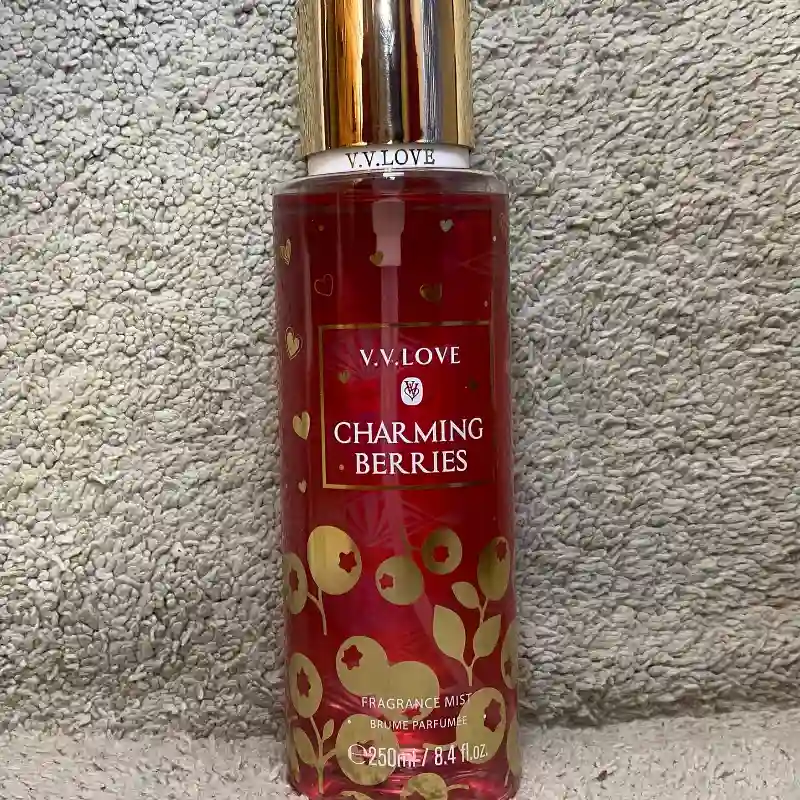 V.V.LOVE
V.V.LOVE
CHARMING
BERRIES
FRAGRANCE MIST
BRUME PARFUMÉE
℮250ml / 8.4 fl.oz.